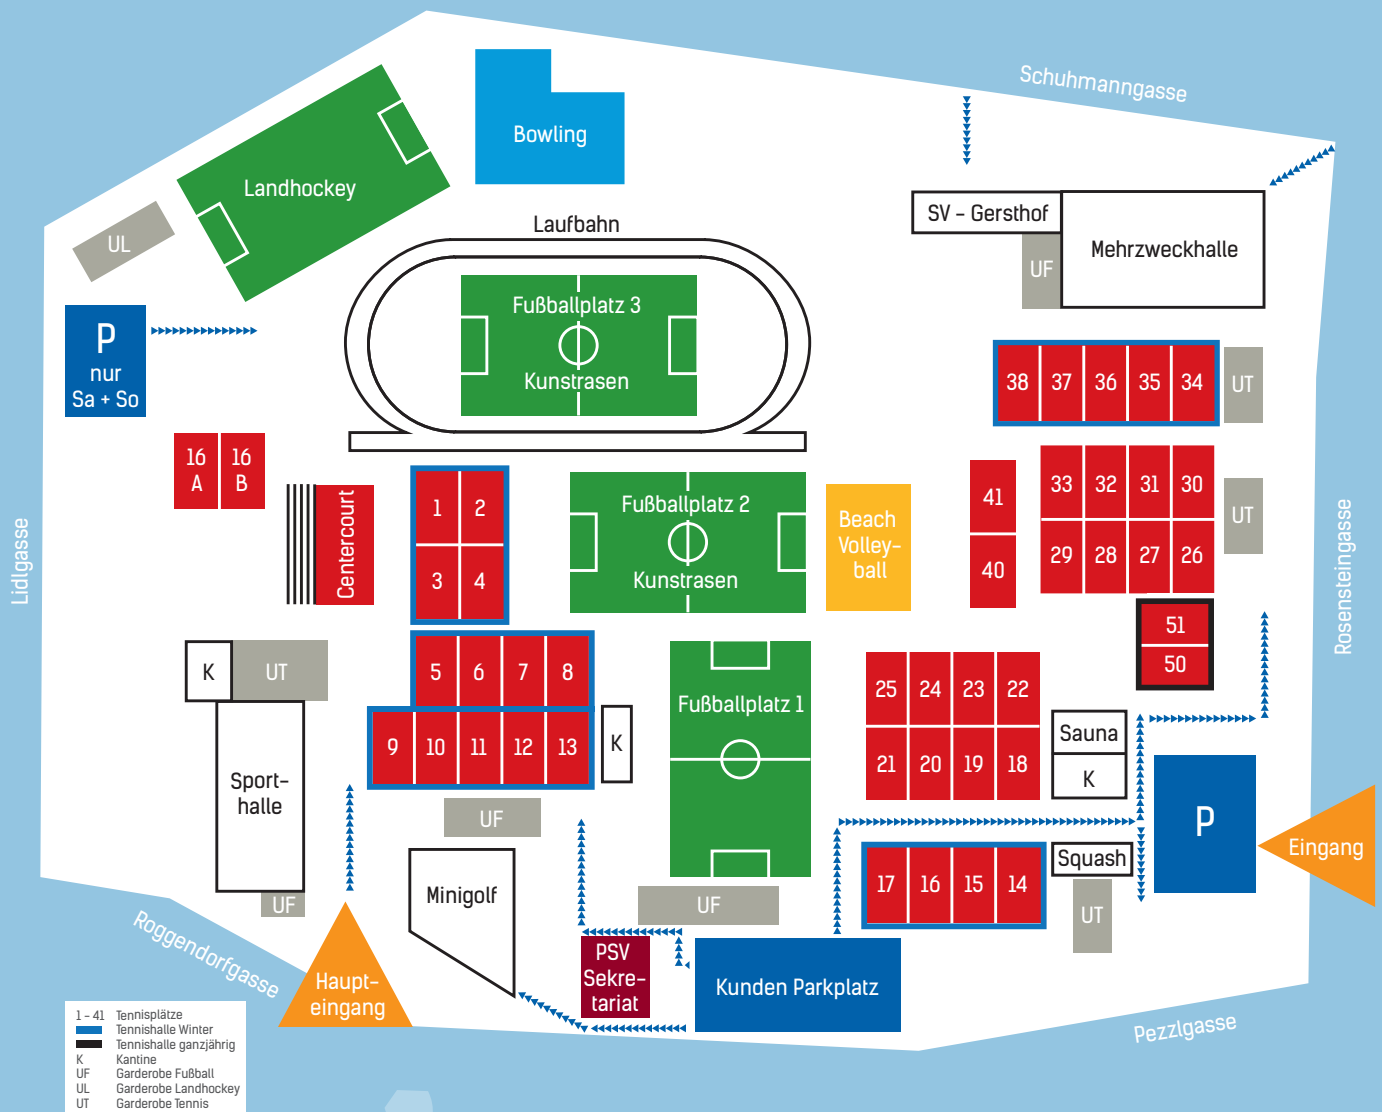 Schuhmanngasse
Bowling
Landhockey
UL
Laufbahn
SV - Gersthof
Mehrzweckhalle
UF
P
nur
Sa + So
Fußballplatz 3
Kunstrasen
38 37 36 35 34
UT
16
A
16
B
Centercourt
1 2
3 4
Fußballplatz 2
Kunstrasen
Beach
Volley-
ball
41
40
33 32 31 30
29 28 27 26
UT
Lidlgasse
Rosensteingasse
51
50
K
UT
5 6 7 8
9 10 11 12 13
K
Fußballplatz 1
25 24 23 22
21 20 19 18
Sauna
K
Sport-
halle
UF
UF
Minigolf
UF
17 16 15 14
Squash
UT
P
Eingang
Roggendorfgasse
Haupt-
eingang
PSV
Sekre-
tariat
Kunden Parkplatz
Pezzlgasse
1 - 41 Tennisplätze
Tennishalle Winter
Tennishalle ganzjährig
K Kantine
UF Garderobe Fußball
UL Garderobe Landhockey
UT Garderobe Tennis